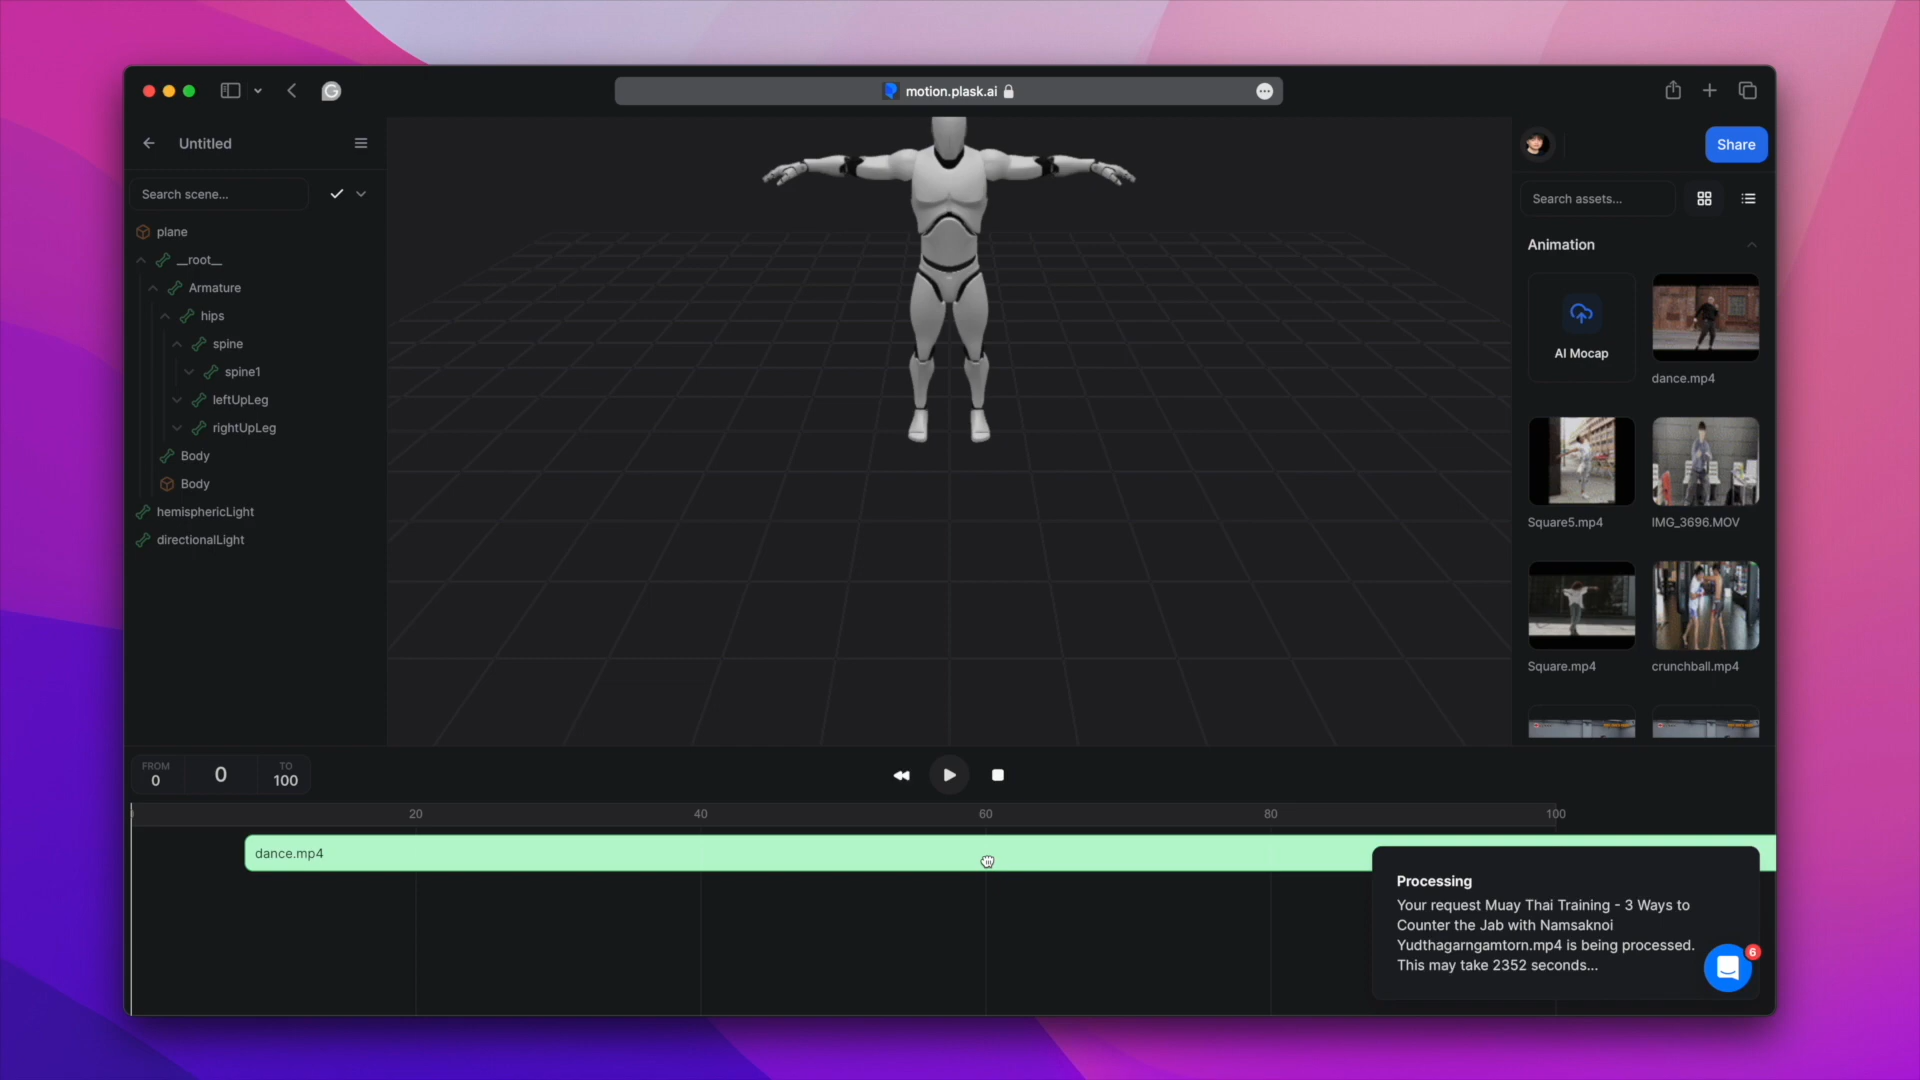 motion.plask.ai
Untitled
Search scene...
plane
__root__
Armature
hips
spine
spine1
leftUpLeg
rightUpLeg
Body
Body
hemisphericLight
directionalLight
Share
Search assets...
Animation
AI Mocap
dance.mp4
Square5.mp4
IMG_3696.MOV
Square.mp4
crunchball.mp4
FROM
0
0
TO
100
20
40
60
80
100
dance.mp4
Processing
Your request Muay Thai Training - 3 Ways to
Counter the Jab with Namsaknoi
Yudthagarngamtorn.mp4 is being processed.
This may take 2352 seconds...
6